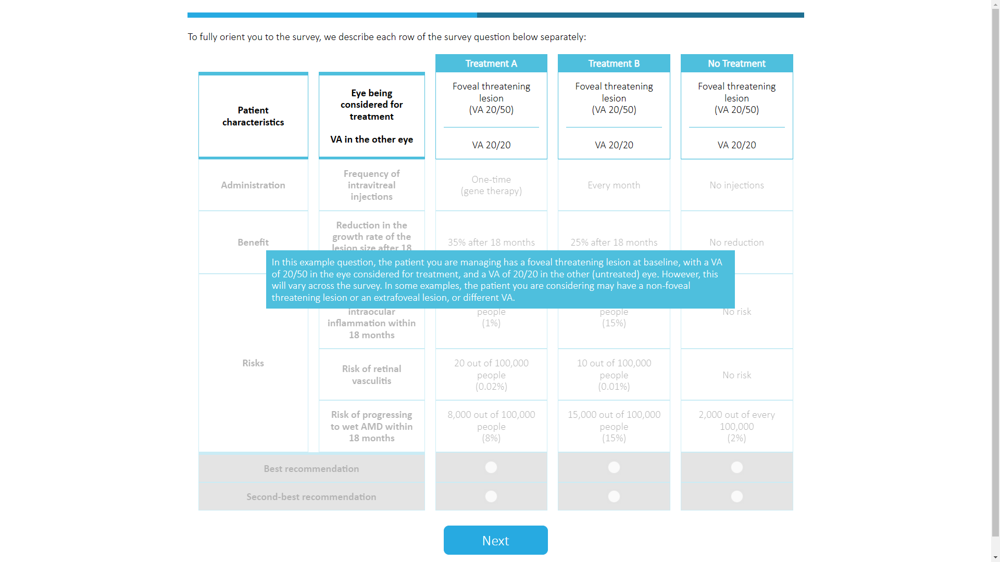 To fully orient you to the survey, we describe each row of the survey question below separately:
Treatment A
Treatment B
No Treatment
Patient
characteristics
Eye being
considered for
treatment
VA in the other eye
Foveal threatening
lesion
(VA 20/50)
VA 20/20
Foveal threatening
lesion
(VA 20/50)
VA 20/20
Foveal threatening
lesion
(VA 20/50)
VA 20/20
Administration
Frequency of
intravitreal
injections
One-time
(gene therapy)
Every month
No injections
Benefit
Reduction in the
growth rate of the
lesion size after 18
35% after 18 months
25% after 18 months
No reduction
In this example question, the patient you are managing has a foveal threatening lesion at baseline, with a VA
of 20/50 in the eye considered for treatment, and a VA of 20/20 in the other (untreated) eye. However, this
will vary across the survey. In some examples, the patient you are considering may have a non-foveal
threatening lesion or an extrafoveal lesion, or different VA.
Risks
intraocular
inflammation within
18 months
people
(1%)
people
(15%)
No risk
Risk of retinal
vasculitis
20 out of 100,000
people
(0.02%)
10 out of 100,000
people
(0.01%)
No risk
Risk of progressing
to wet AMD within
18 months
8,000 out of 100,000
people
(8%)
15,000 out of 100,000
people
(15%)
2,000 out of every
100,000
(2%)
Best recommendation
Second-best recommendation
Next